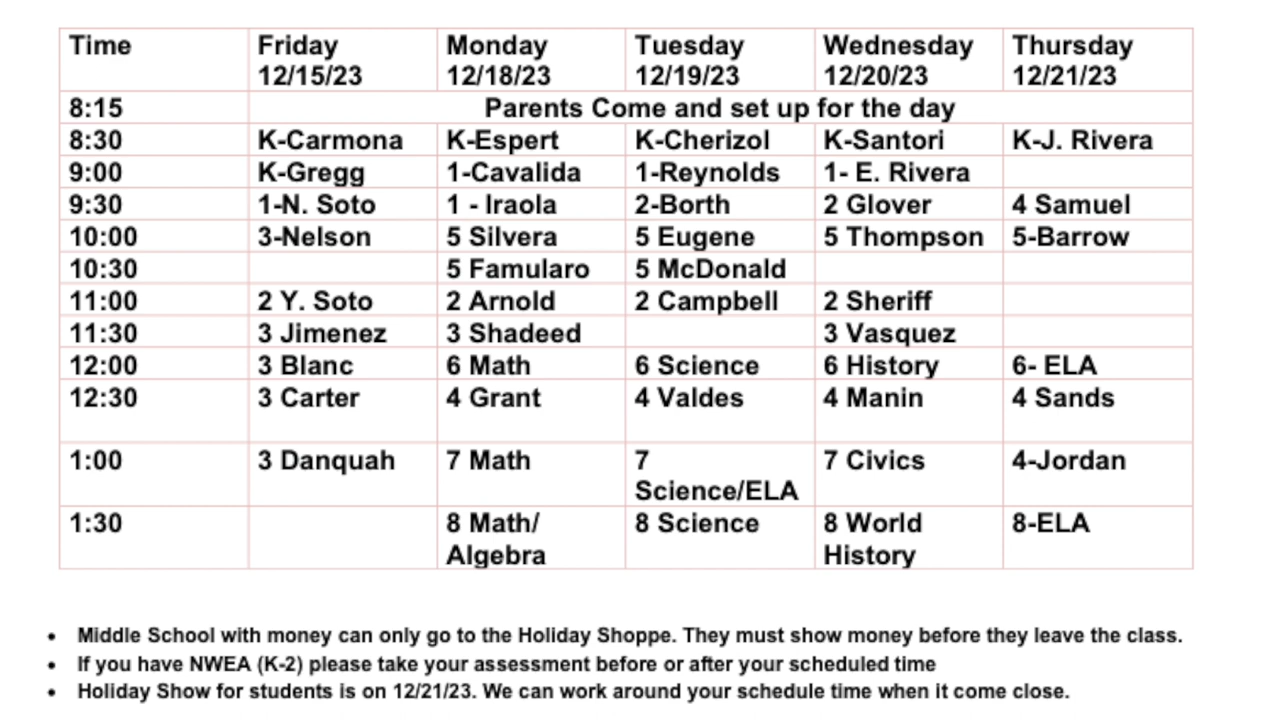 Time Friday Monday Tuesday Wednesday Thursday
12/15/23 12/18/23 12/19/23 12/20/23 12/21/23
8:15 Parents Come and set up for the day
8:30 K-Carmona K-Espert K-Cherizol K-Santori K-J. Rivera
9:00 K-Gregg 1-Cavalida 1-Reynolds 1- E. Rivera
9:30 1-N. Soto 1 - Iraola 2-Borth 2 Glover 4 Samuel
10:00 3-Nelson 5 Silvera 5 Eugene 5 Thompson 5-Barrow
10:30 5 Famularo 5 McDonald
11:00 2 Y. Soto 2 Arnold 2 Campbell 2 Sheriff
11:30 3 Jimenez 3 Shadeed 3 Vasquez
12:00 3 Blanc 6 Math 6 Science 6 History 6- ELA
12:30 3 Carter 4 Grant 4 Valdes 4 Manin 4 Sands
1:00 3 Danquah 7 Math 7 7 Civics 4-Jordan
Science/ELA
1:30 8 Math/ 8 Science 8 World 8-ELA
Algebra History
• Middle School with money can only go to the Holiday Shoppe. They must show money before they leave the class.
• If you have NWEA (K-2) please take your assessment before or after your scheduled time
• Holiday Show for students is on 12/21/23. We can work around your schedule time when it come close.